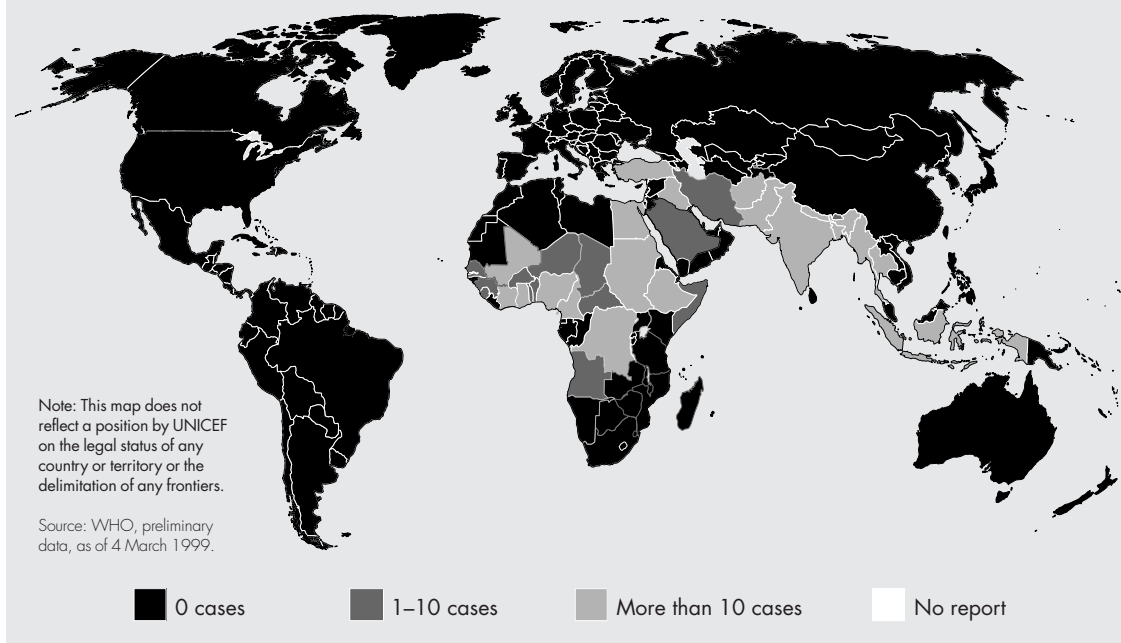 Note: This map does not
reflect a position by UNICEF
on the legal status of any
country or territory or the
delimitation of any frontiers.
Source: WHO, preliminary
data, as of 4 March 1999.
0 cases
1–10 cases
More than 10 cases
No report